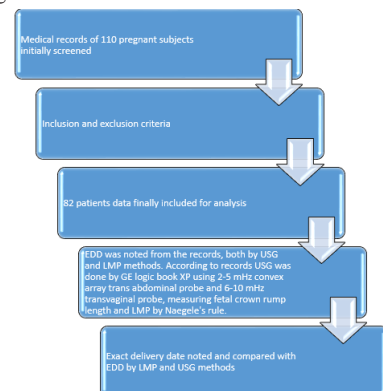 Medical records of 110 pregnant subjects
initially screened
Inclusion and exclusion criteria
82 patients data finally included for analysis
EDD was noted from the records, both by USG
and LMP methods. According to records USG was
done by GE logic book XP using 2-5 mHz convex
array trans abdominal probe and 6-10 mHz
transvaginal probe, measuring fetal crown rump
length and LMP by Naegele's rule.
Exact delivery date noted and compared with
EDD by LMP and USG methods